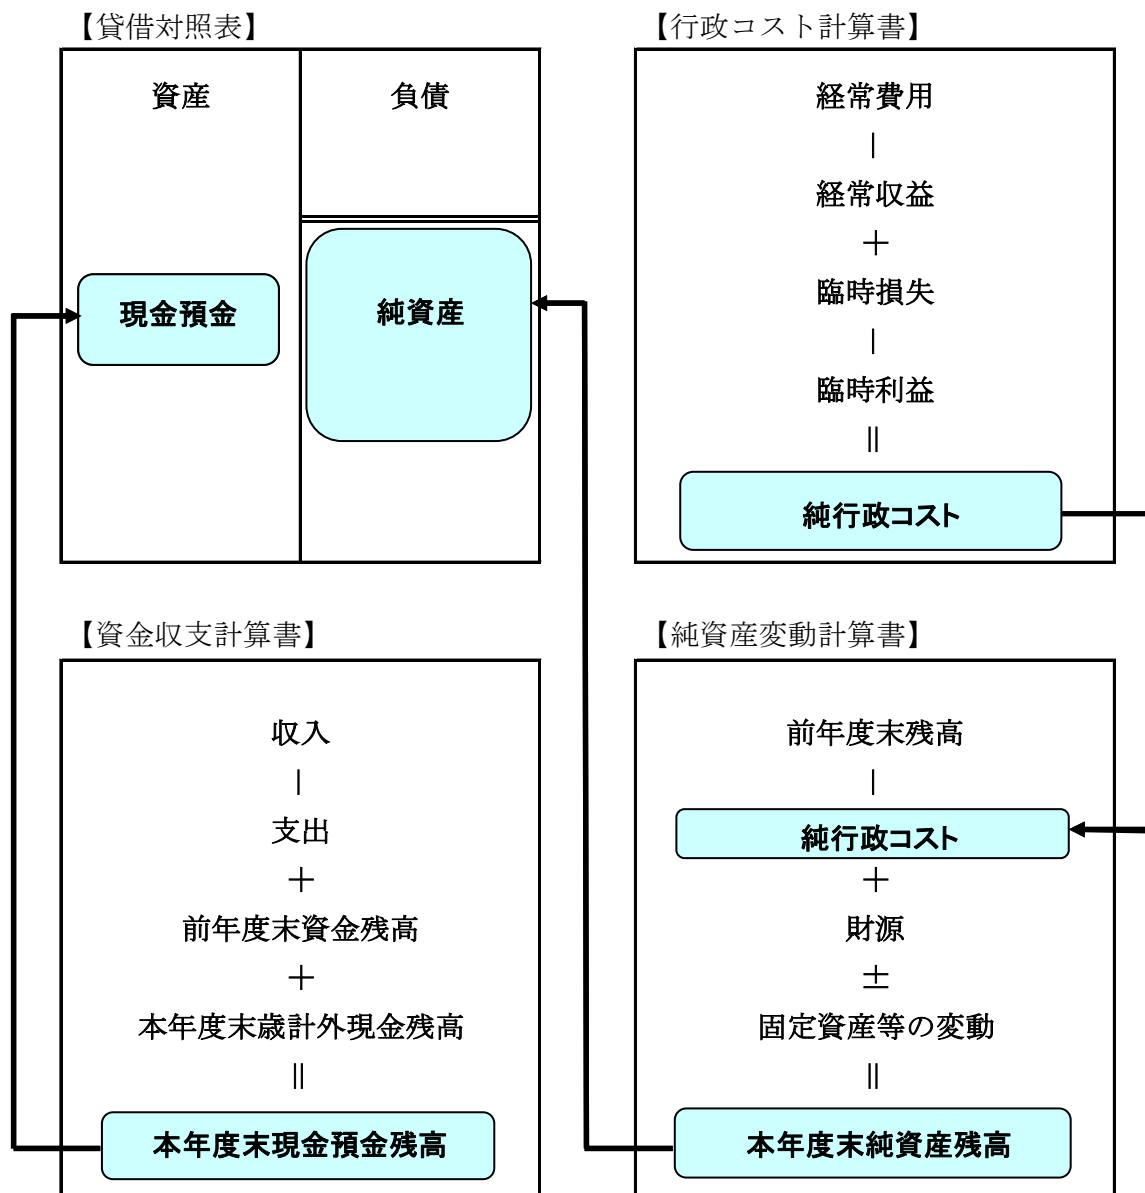 【貸借対照表】
資産
負債
現金預金
純資産
【行政コスト計算書】
経常費用
－
経常収益
＋
臨時損失
－
臨時利益
＝
純行政コスト
【資金収支計算書】
収入
－
支出
＋
前年度末資金残高
＋
本年度末歳計外現金残高
＝
本年度末現金預金残高
【純資産変動計算書】
前年度末残高
－
純行政コスト
＋
財源
±
固定資産等の変動
＝
本年度末純資産残高